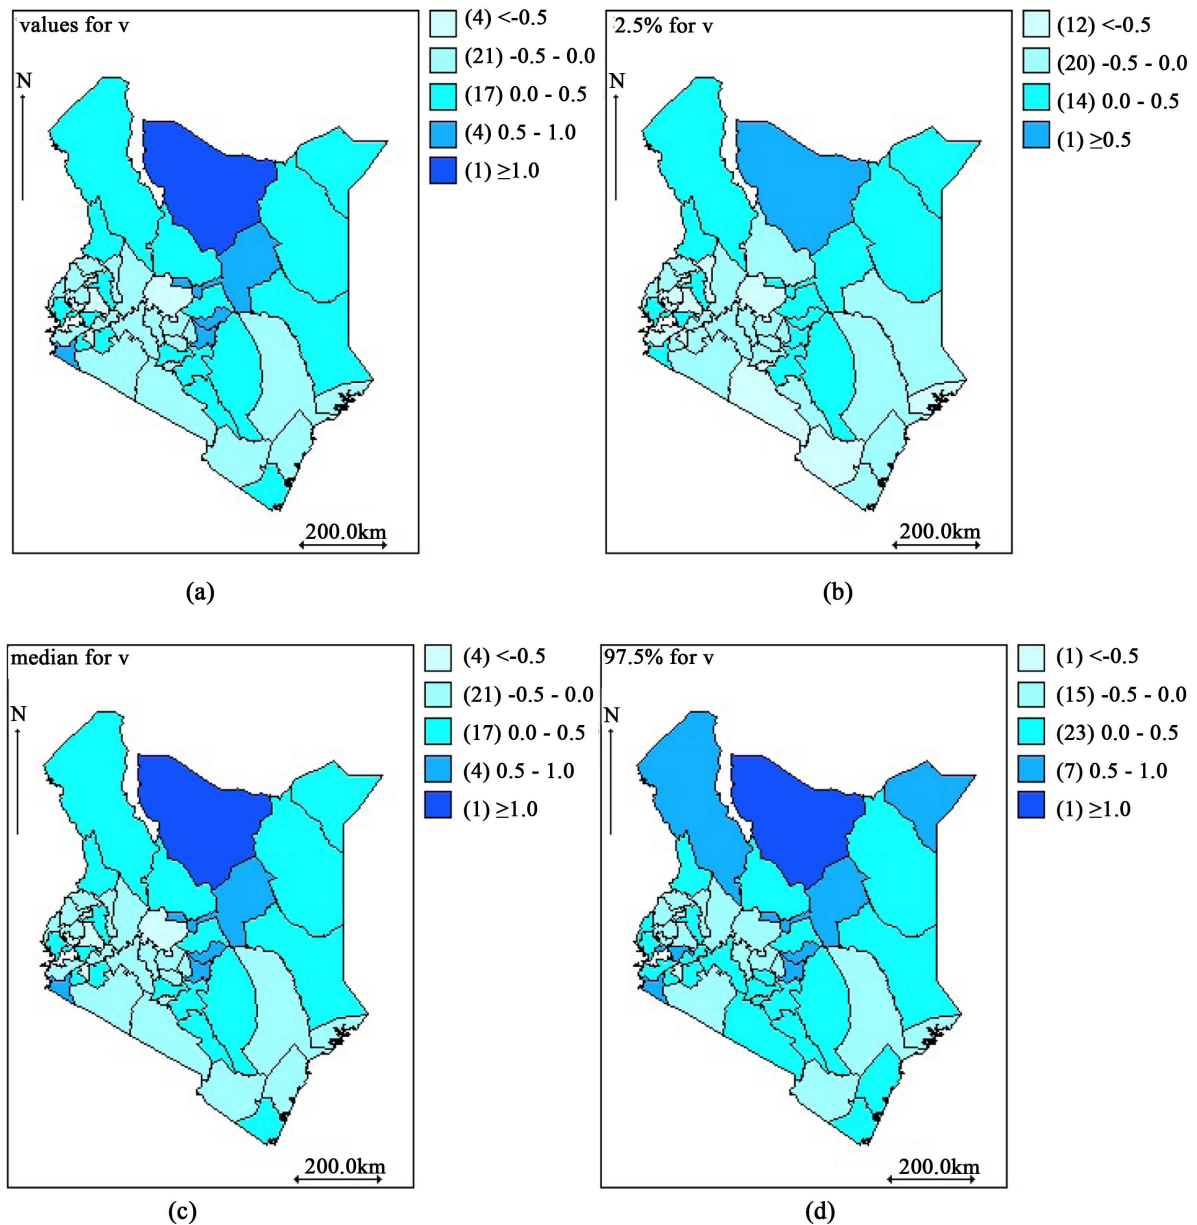 values for v
(4) <-0.5
(21) -0.5 - 0.0
(17) 0.0 - 0.5
(4) 0.5 - 1.0
(1) ≥1.0
N
200.0km
(a)
2.5% for v
(12) <-0.5
(20) -0.5 - 0.0
(14) 0.0 - 0.5
(1) ≥0.5
N
200.0km
(b)
median for v
(4) <-0.5
(21) -0.5 - 0.0
(17) 0.0 - 0.5
(4) 0.5 - 1.0
(1) ≥1.0
N
200.0km
(c)
97.5% for v
(1) <-0.5
(15) -0.5 - 0.0
(23) 0.0 - 0.5
(7) 0.5 - 1.0
(1) ≥1.0
N
200.0km
(d)